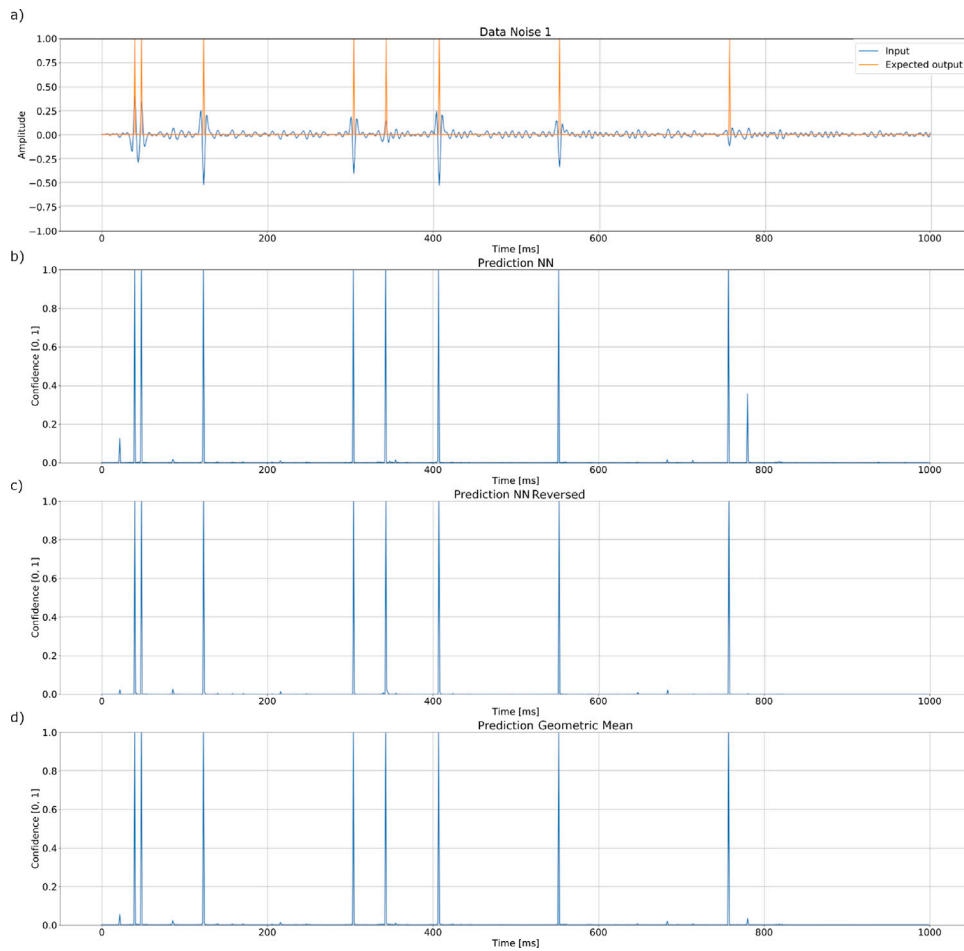 a)
Data Noise 1
1.00
0.75
0.50
0.25
0.00
−0.25
−0.50
−0.75
−1.00
Amplitude
Input
Expected output
0 200 400 600 800 1000
Time [ms]
b)
Prediction NN
1.0
0.8
0.6
0.4
0.2
0.0
Confidence [0, 1]
0 200 400 600 800 1000
Time [ms]
c)
Prediction NN Reversed
1.0
0.8
0.6
0.4
0.2
0.0
Confidence [0, 1]
0 200 400 600 800 1000
Time [ms]
d)
Prediction Geometric Mean
1.0
0.8
0.6
0.4
0.2
0.0
Confidence [0, 1]
0 200 400 600 800 1000
Time [ms]